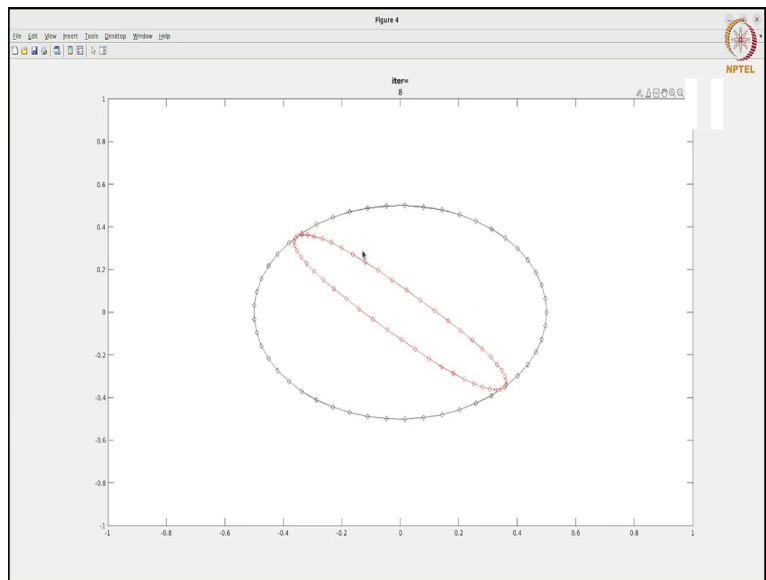 Figure 4
File Edit View Insert Tools Desktop Window Help
NPTEL
iter=
8
1
0.8
0.6
0.4
0.2
0
-0.2
-0.4
-0.6
-0.8
-1
-1 -0.8 -0.6 -0.4 -0.2 0 0.2 0.4 0.6 0.8 1